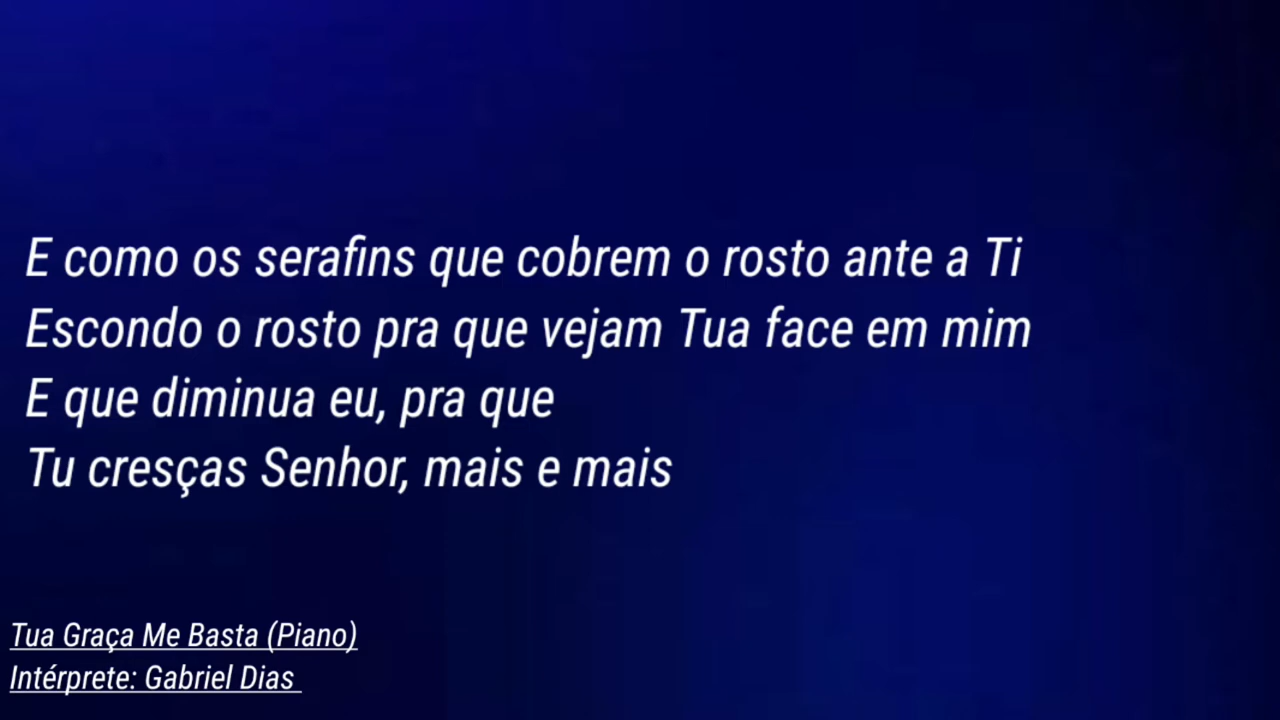 E como os serafins que cobrem o rosto ante a Ti
Escondo o rosto pra que vejam Tua face em mim
E que diminua eu, pra que
Tu cresças Senhor, mais e mais
Tua Graça Me Basta (Piano)
Intérprete: Gabriel Dias